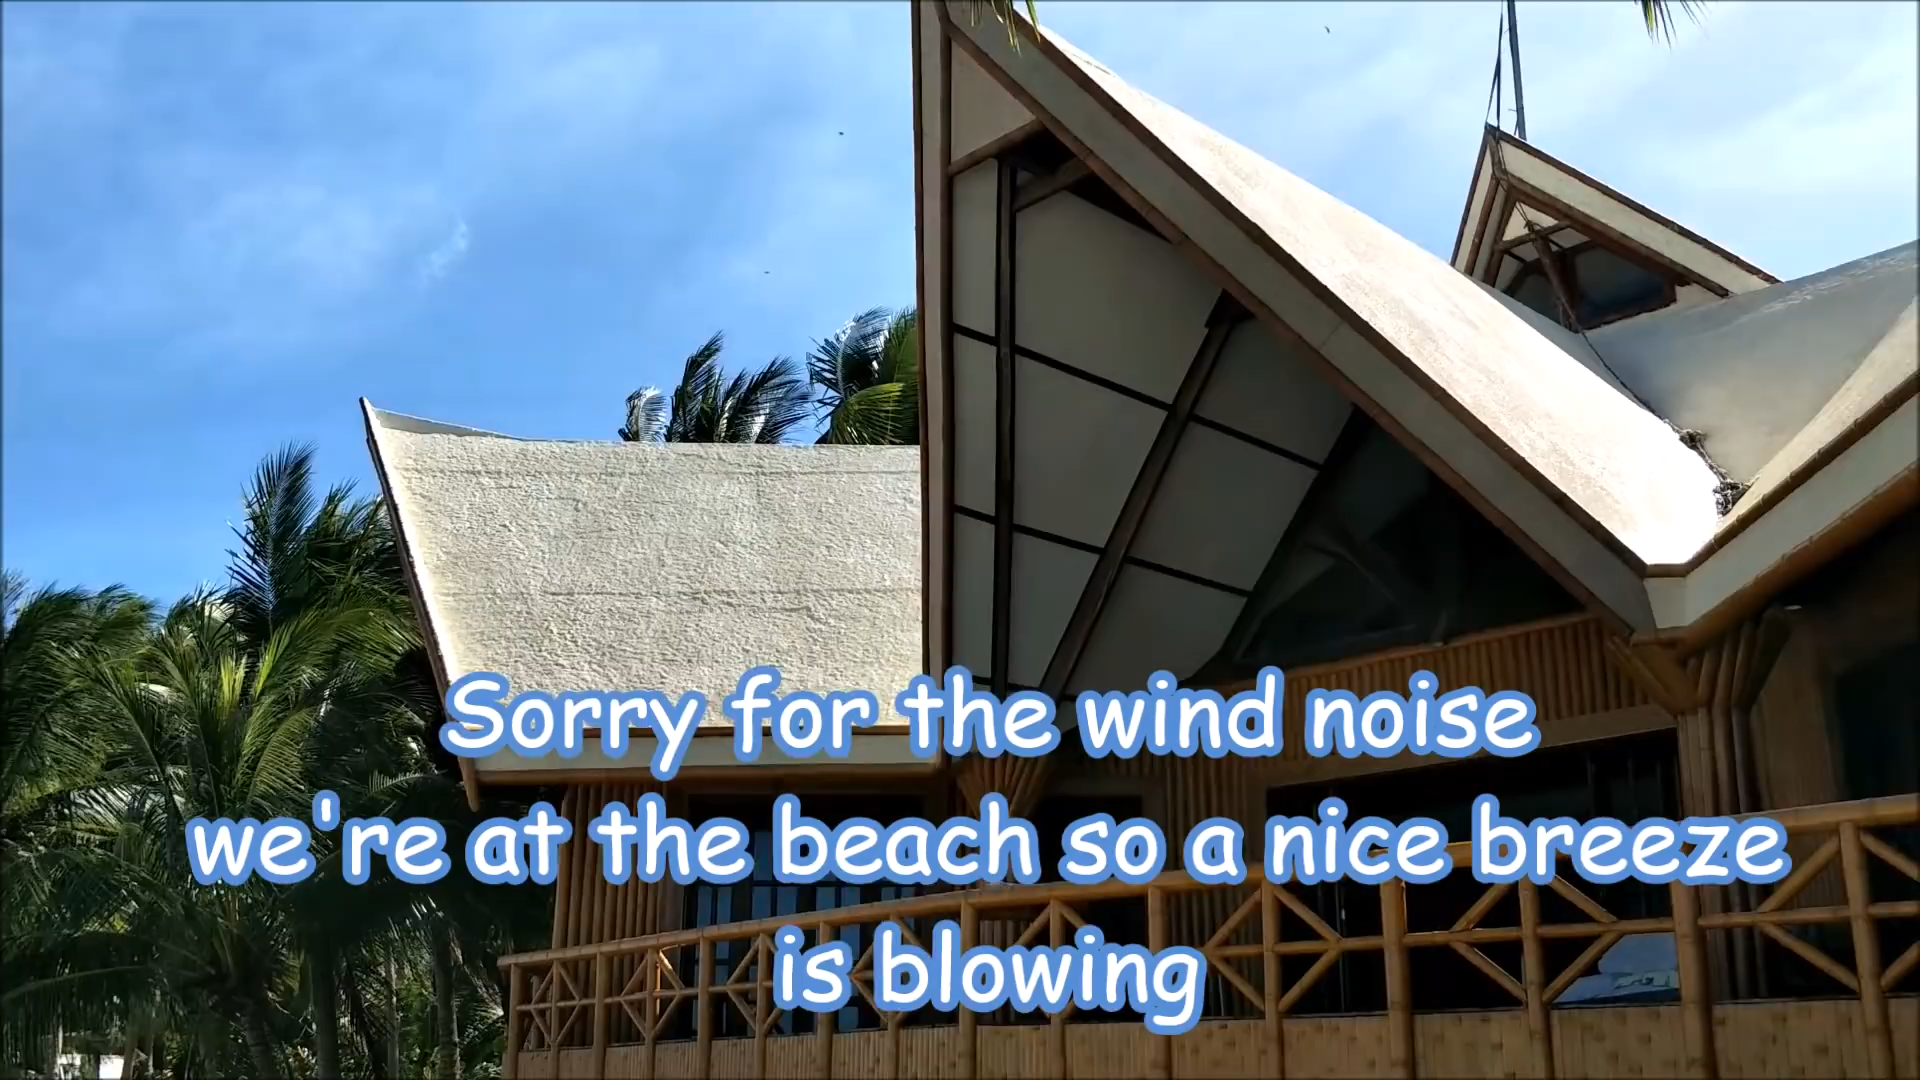 Sorry for the wind noise
we're at the beach so a nice breeze
is blowing